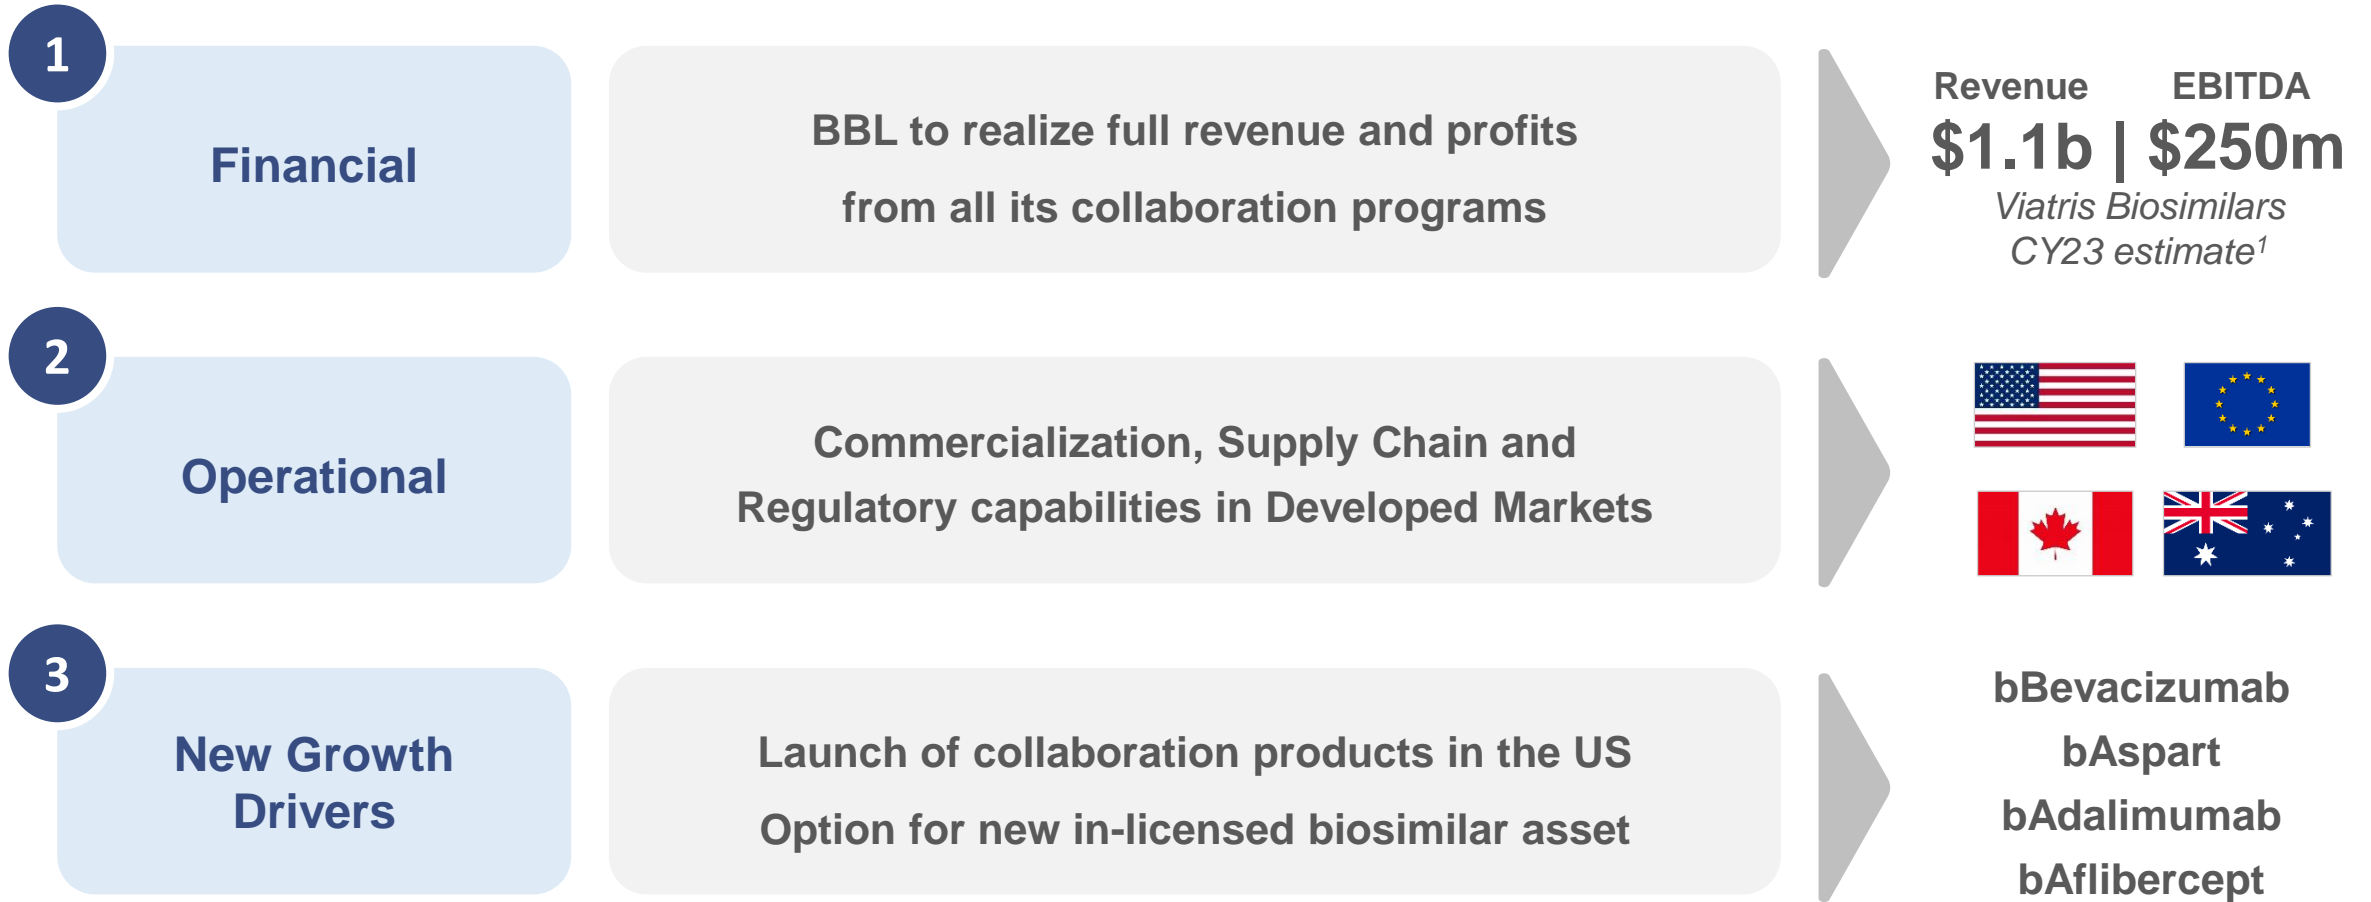 1
Financial
BBL to realize full revenue and profits
from all its collaboration programs
Revenue EBITDA
$1.1b | $250m
Viatris Biosimilars
CY23 estimate1
2
Operational
Commercialization, Supply Chain and
Regulatory capabilities in Developed Markets
3
New Growth
Drivers
Launch of collaboration products in the US
Option for new in-licensed biosimilar asset
bBevacizumab
bAspart
bAdalimumab
bAflibercept